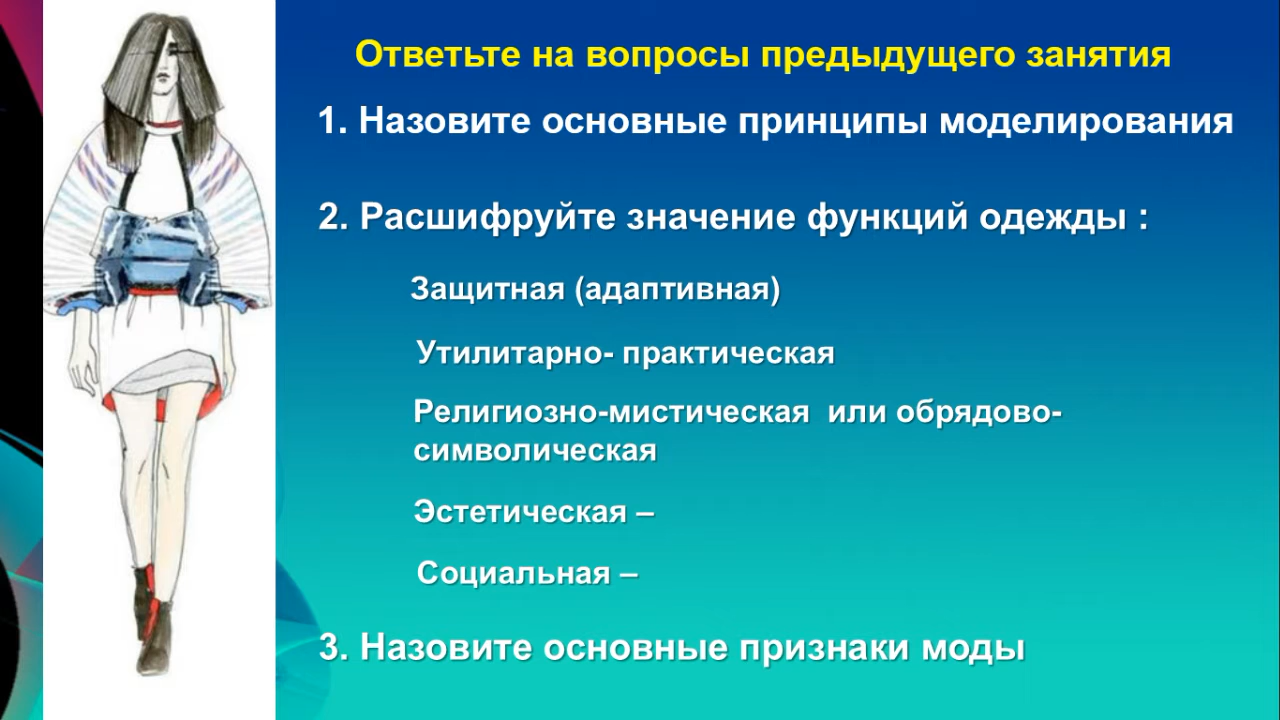 Ответьте на вопросы предыдущего занятия
1. Назовите основные принципы моделирования
2. Расшифруйте значение функций одежды :
Защитная (адаптивная)
Утилитарно- практическая
Религиозно-мистическая или обрядово-
символическая
Эстетическая –
Социальная –
3. Назовите основные признаки моды